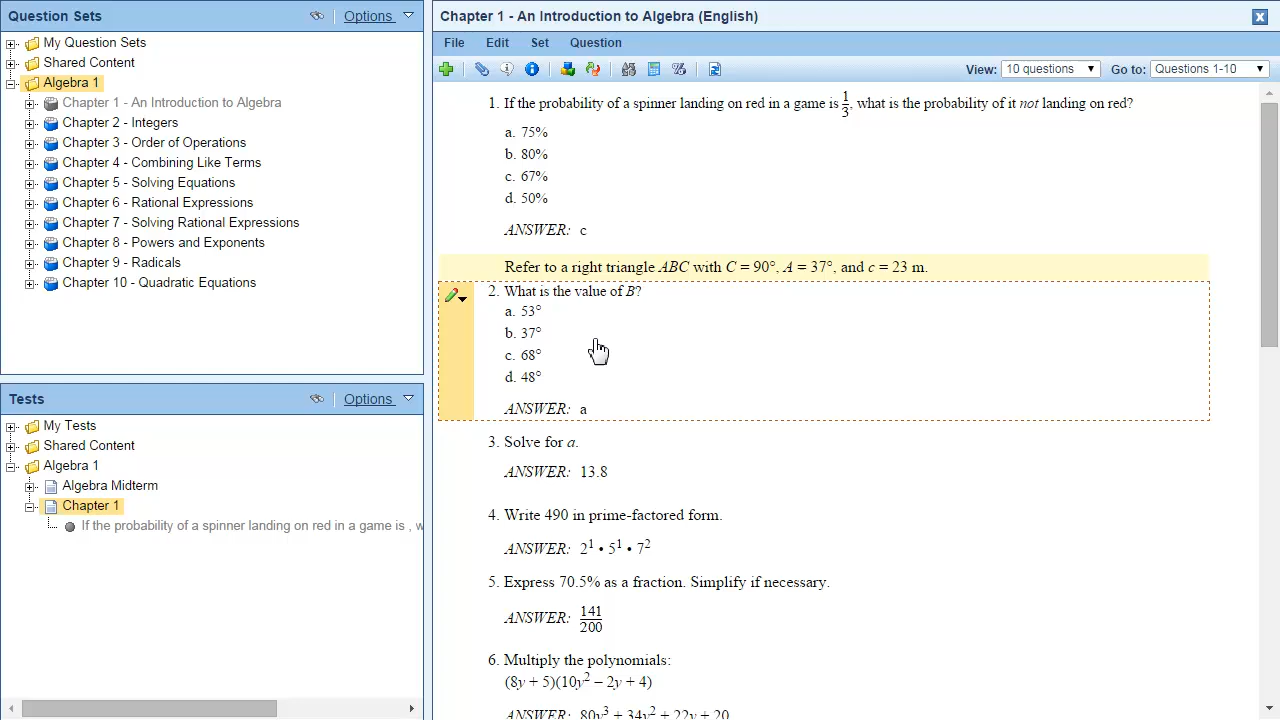 Question Sets
Options
My Question Sets
Shared Content
Algebra 1
Chapter 1 - An Introduction to Algebra
Chapter 2 - Integers
Chapter 3 - Order of Operations
Chapter 4 - Combining Like Terms
Chapter 5 - Solving Equations
Chapter 6 - Rational Expressions
Chapter 7 - Solving Rational Expressions
Chapter 8 - Powers and Exponents
Chapter 9 - Radicals
Chapter 10 - Quadratic Equations
Tests
Options
My Tests
Shared Content
Algebra 1
Algebra Midterm
Chapter 1
If the probability of a spinner landing on red in a game is , w
Chapter 1 - An Introduction to Algebra (English)
File Edit Set Question
View: 10 questions Go to: Questions 1-10
1. If the probability of a spinner landing on red in a game is 1/3, what is the probability of it not landing on red?
a. 75%
b. 80%
c. 67%
d. 50%
ANSWER: c
Refer to a right triangle ABC with C = 90°, A = 37°, and c = 23 m.
2. What is the value of B?
a. 53°
b. 37°
c. 68°
d. 48°
ANSWER: a
3. Solve for a.
ANSWER: 13.8
4. Write 490 in prime-factored form.
ANSWER: 2¹ • 5¹ • 7²
5. Express 70.5% as a fraction. Simplify if necessary.
ANSWER: 141/200
6. Multiply the polynomials:
(8y + 5)(10y² – 2y + 4)
ANSWER: 80y³ + 34y² + 22y + 20